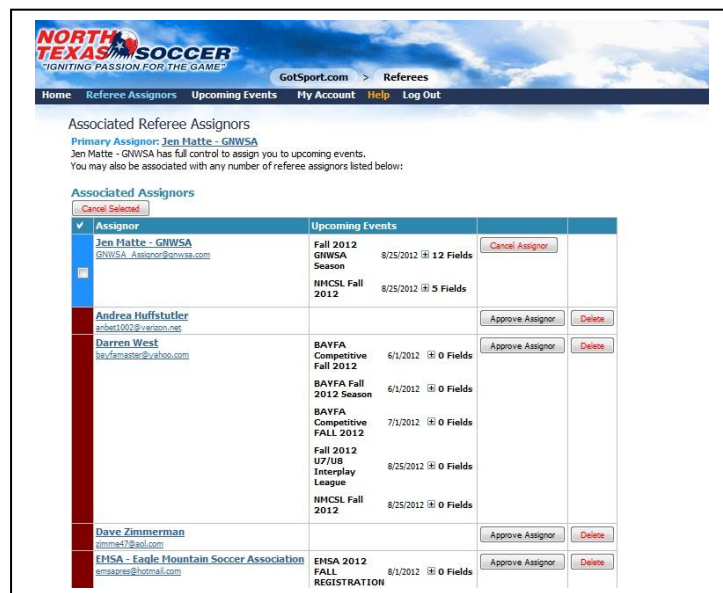 NORTH
TEXAS SOCCER
"IGNITING PASSION FOR THE GAME"
GotSport.com > Referees
Home Referee Assignors Upcoming Events My Account Help Log Out
Associated Referee Assignors
Primary Assignor: Jen Matte - GNWSA
Jen Matte - GNWSA has full control to assign you to upcoming events.
You may also be associated with any number of referee assignors listed below:
Associated Assignors
Cancel Selected
Assignor Upcoming Events
Jen Matte - GNWSA
GNWSA_Assignor@gnwsa.com
Fall 2012
GNWSA
Season
8/25/2012 12 Fields
NMCSL Fall
2012
8/25/2012 5 Fields
Cancel Assignor
Andrea Huffstutler
anbet1002@verizon.net
Approve Assignor Delete
Darren West
bayfamaster@yahoo.com
BAYFA
Competitive
Fall 2012
6/1/2012 0 Fields
BAYFA Fall
2012 Season
6/1/2012 0 Fields
BAYFA
Competitive
FALL 2012
7/1/2012 0 Fields
Fall 2012
U7/U8
Interplay
League
8/25/2012 0 Fields
NMCSL Fall
2012
8/25/2012 0 Fields
Approve Assignor Delete
Dave Zimmerman
zimme47@aol.com
Approve Assignor Delete
EMSA - Eagle Mountain Soccer Association
emsapres@hotmail.com
EMSA 2012
FALL
REGISTRATION
8/1/2012 0 Fields
Approve Assignor Delete